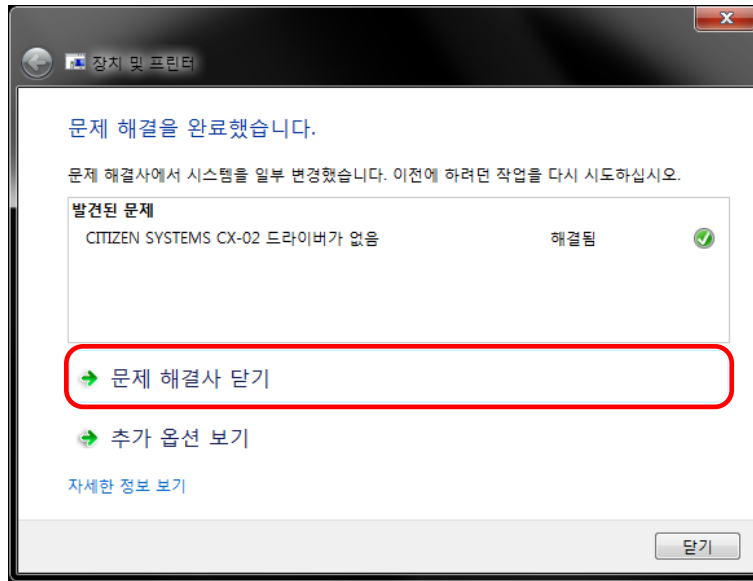 장치 및 프린터
문제 해결을 완료했습니다.
문제 해결사에서 시스템을 일부 변경했습니다. 이전에 하려던 작업을 다시 시도하십시오.
발견된 문제
CITIZEN SYSTEMS CX-02 드라이버가 없음 해결됨
문제 해결사 닫기
추가 옵션 보기
자세한 정보 보기
닫기